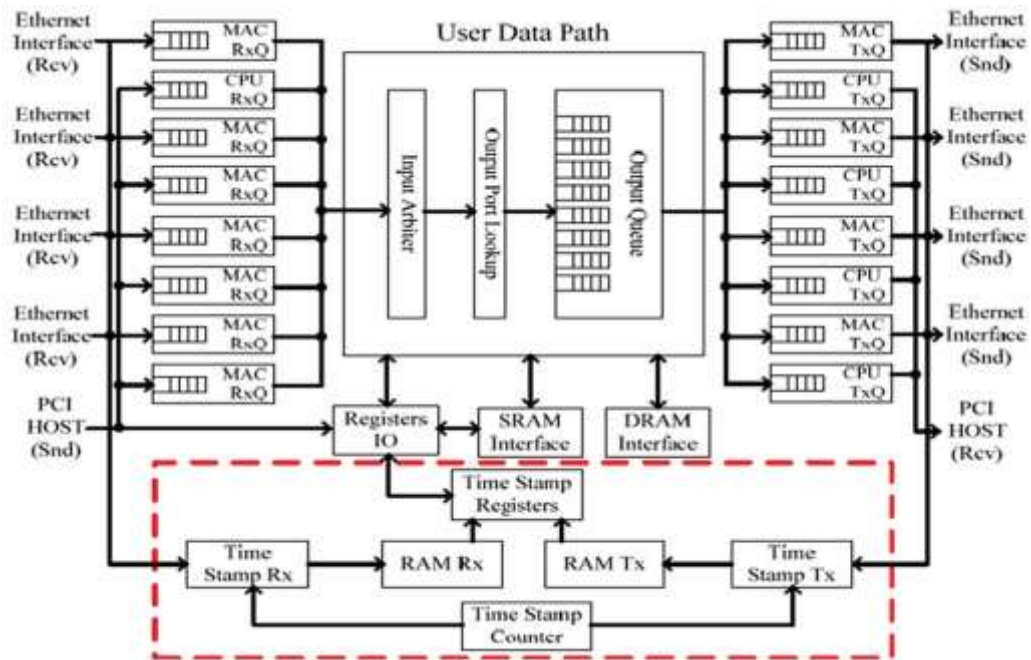 Ethernet
Interface
(Rcv)
Ethernet
Interface
(Rcv)
Ethernet
Interface
(Rcv)
Ethernet
Interface
(Rcv)
PCI
HOST
(Snd)
MAC
RxQ
CPU
RxQ
MAC
RxQ
MAC
RxQ
MAC
RxQ
MAC
RxQ
MAC
RxQ
MAC
RxQ
User Data Path
Input Arbiter
Output Port Lookup
Output Queue
MAC
TxQ
CPU
TxQ
MAC
TxQ
CPU
TxQ
MAC
TxQ
CPU
TxQ
MAC
TxQ
CPU
TxQ
Ethernet
Interface
(Snd)
Ethernet
Interface
(Snd)
Ethernet
Interface
(Snd)
Ethernet
Interface
(Snd)
PCI
HOST
(Rcv)
Registers
IO
SRAM
Interface
DRAM
Interface
Time Stamp
Registers
Time
Stamp Rx
RAM Rx
RAM Tx
Time
Stamp Tx
Time Stamp
Counter